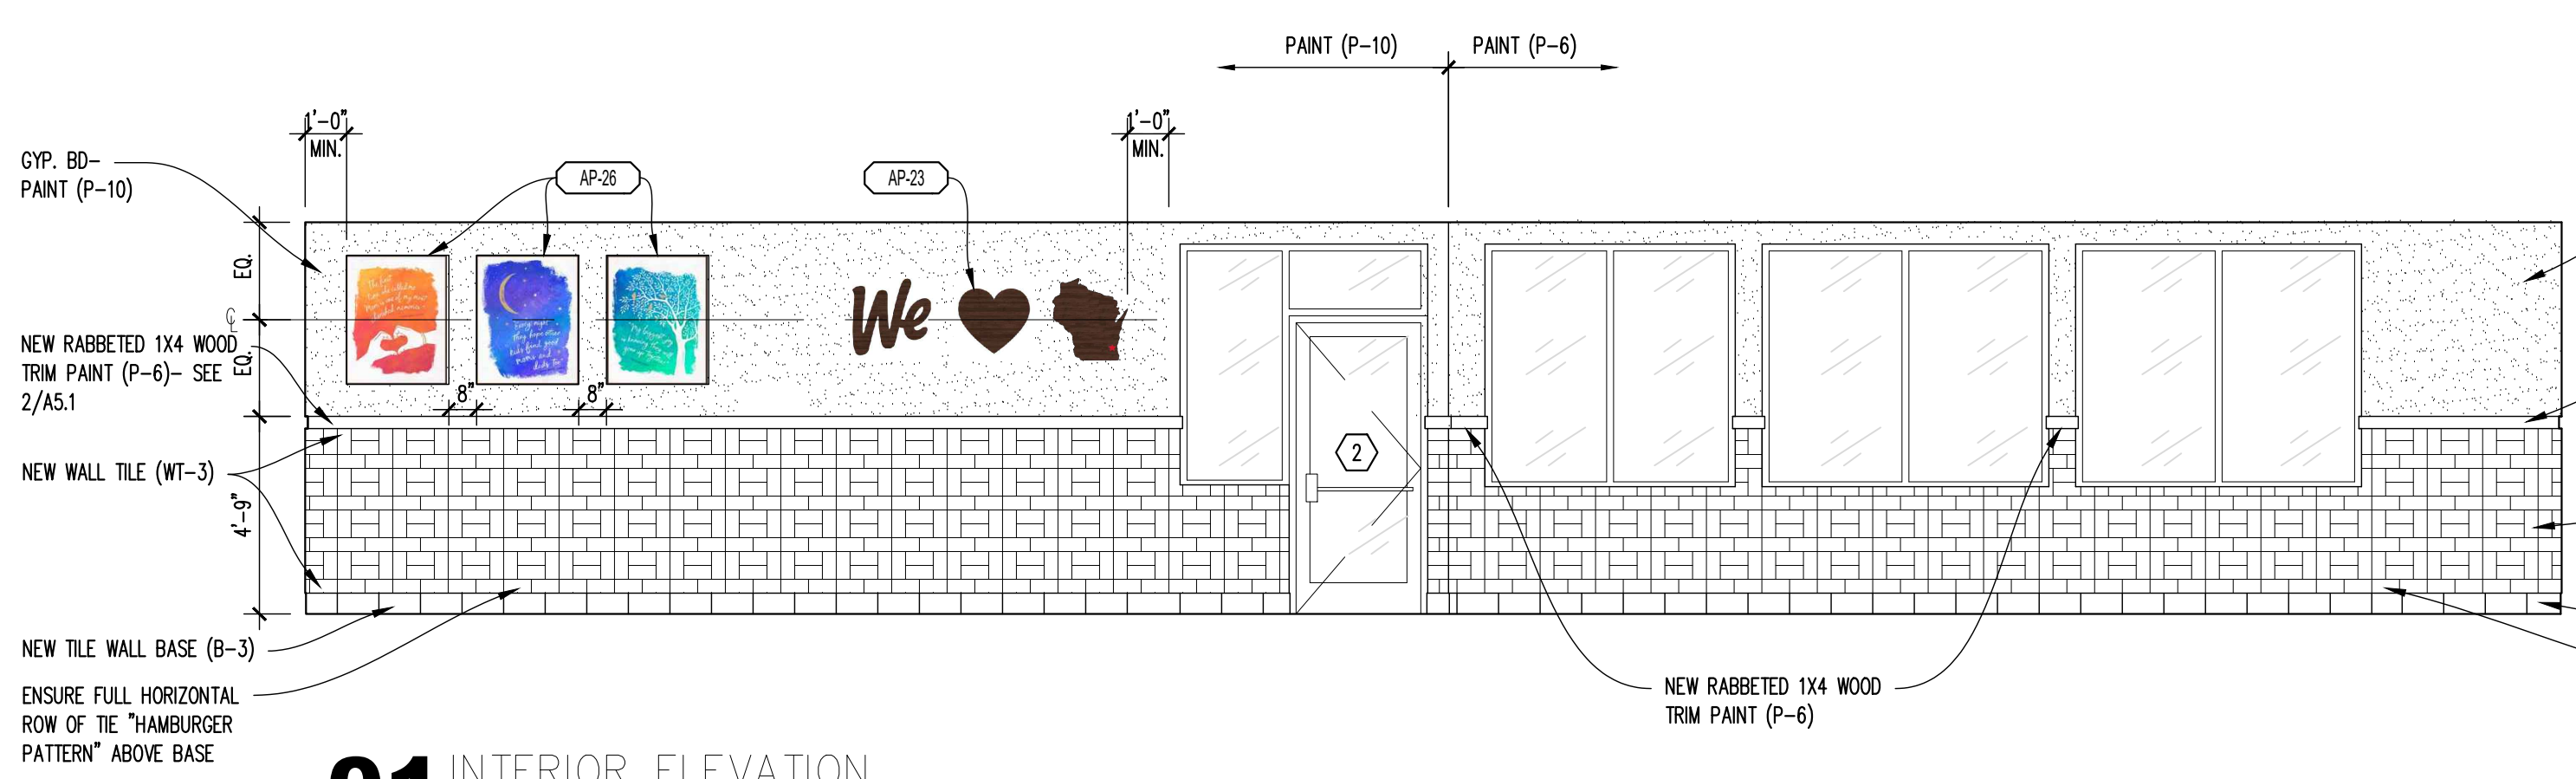 PAINT (P-10)
PAINT (P-6)
1'-0"
MIN.
1'-0"
MIN.
GYP. BD-
PAINT (P-10)
AP-26
AP-23
EQ.
EQ.
CL
We
NEW RABBETED 1X4 WOOD
TRIM PAINT (P-6)- SEE
2/A5.1
8"
8"
2
NEW WALL TILE (WT-3)
4'-9"
NEW TILE WALL BASE (B-3)
ENSURE FULL HORIZONTAL
ROW OF TIE "HAMBURGER
PATTERN" ABOVE BASE
NEW RABBETED 1X4 WOOD
TRIM PAINT (P-6)
01 INTERIOR ELEVATION